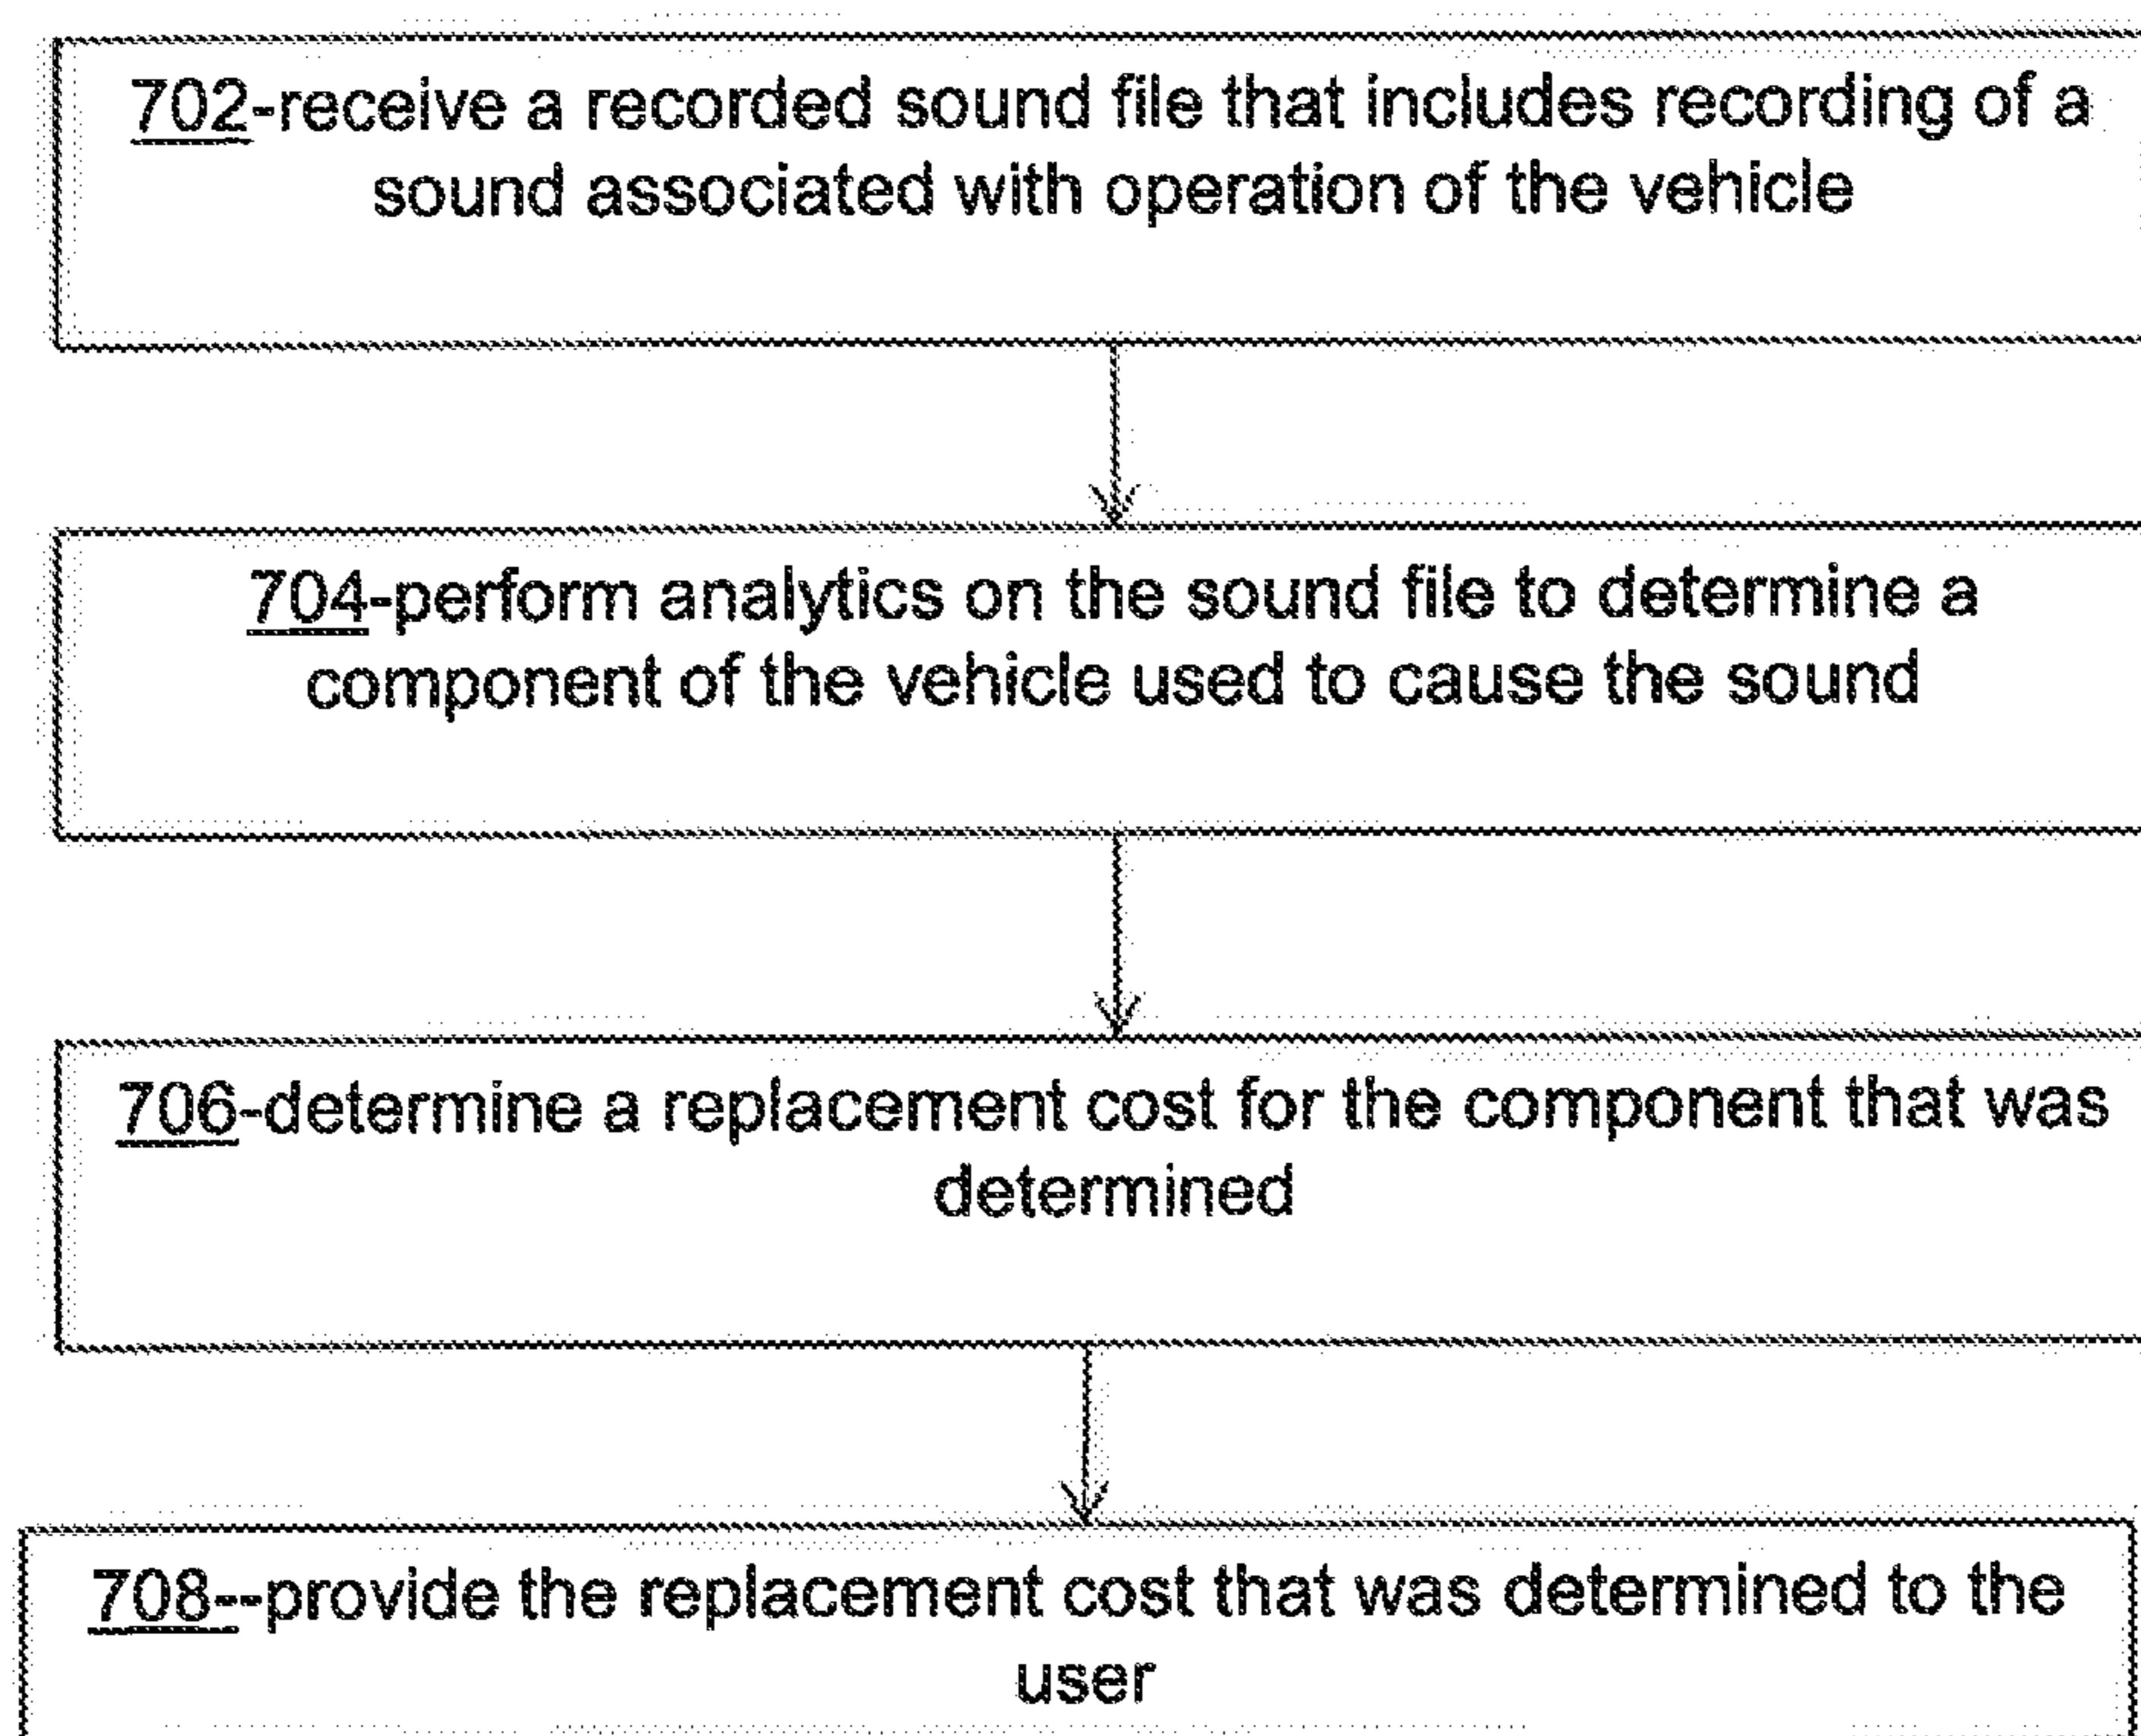 702-receive a recorded sound file that includes recording of a
sound associated with operation of the vehicle
704-perform analytics on the sound file to determine a
component of the vehicle used to cause the sound
706-determine a replacement cost for the component that was
determined
708--provide the replacement cost that was determined to the
user